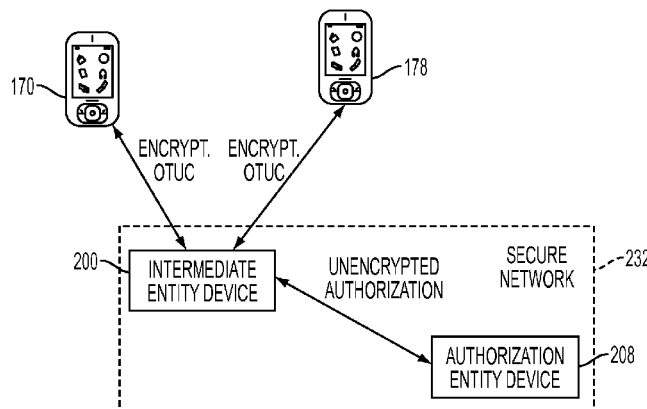 170
178
ENCRYPT.
OTUC
ENCRYPT.
OTUC
200
INTERMEDIATE
ENTITY DEVICE
UNENCRYPTED
AUTHORIZATION
SECURE
NETWORK
232
AUTHORIZATION
ENTITY DEVICE
208